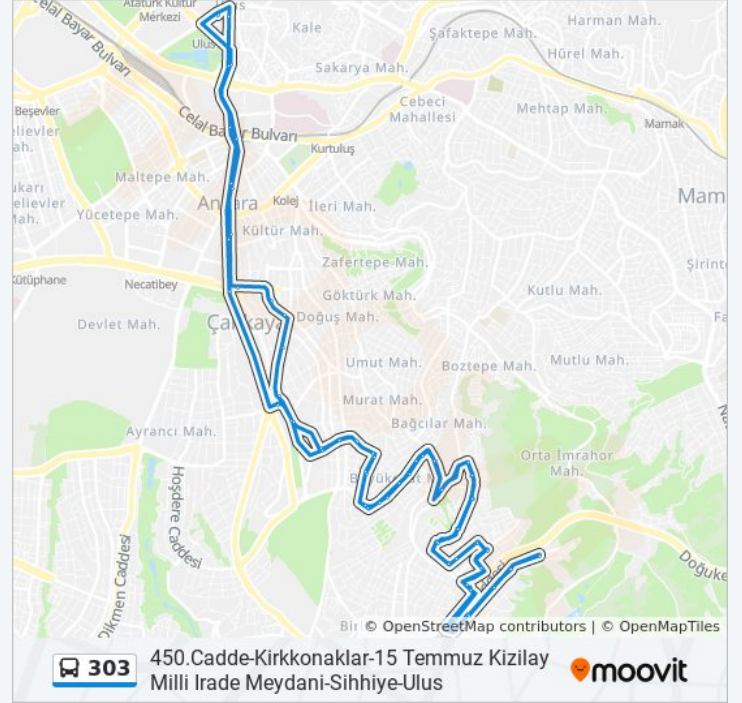 Atatürk Kültür
Merkezi
Kale
Harman Mah.
Şafaktepe Mah.
Ulus
Hürel Mah.
Celal Bayar Bulvarı
Sakarya Mah.
Cebeci
Mahallesi
Mehtap Mah.
Beşevler
Celal Bayar Bulvarı
Mamak
Kurtuluş
Maltepe Mah.
Ankara
Kolej
İleri Mah.
Yücetepe Mah.
Kültür Mah.
Zafertepe Mah.
Kütüphane
Necatibey
Göktürk Mah.
Kutlu Mah.
Devlet Mah.
Çankaya
Doğuş Mah.
Umut Mah.
Boztepe Mah.
Mutlu Mah.
Murat Mah.
Bağcılar Mah.
Ayrancı Mah.
Orta İmrahor
Mah.
Hoşdere Caddesi
Dikmen Caddesi
© OpenStreetMap contributors | © OpenMapTiles
303
450.Cadde-Kirkkonaklar-15 Temmuz Kizilay
Milli Irade Meydani-Sihhiye-Ulus
moovit